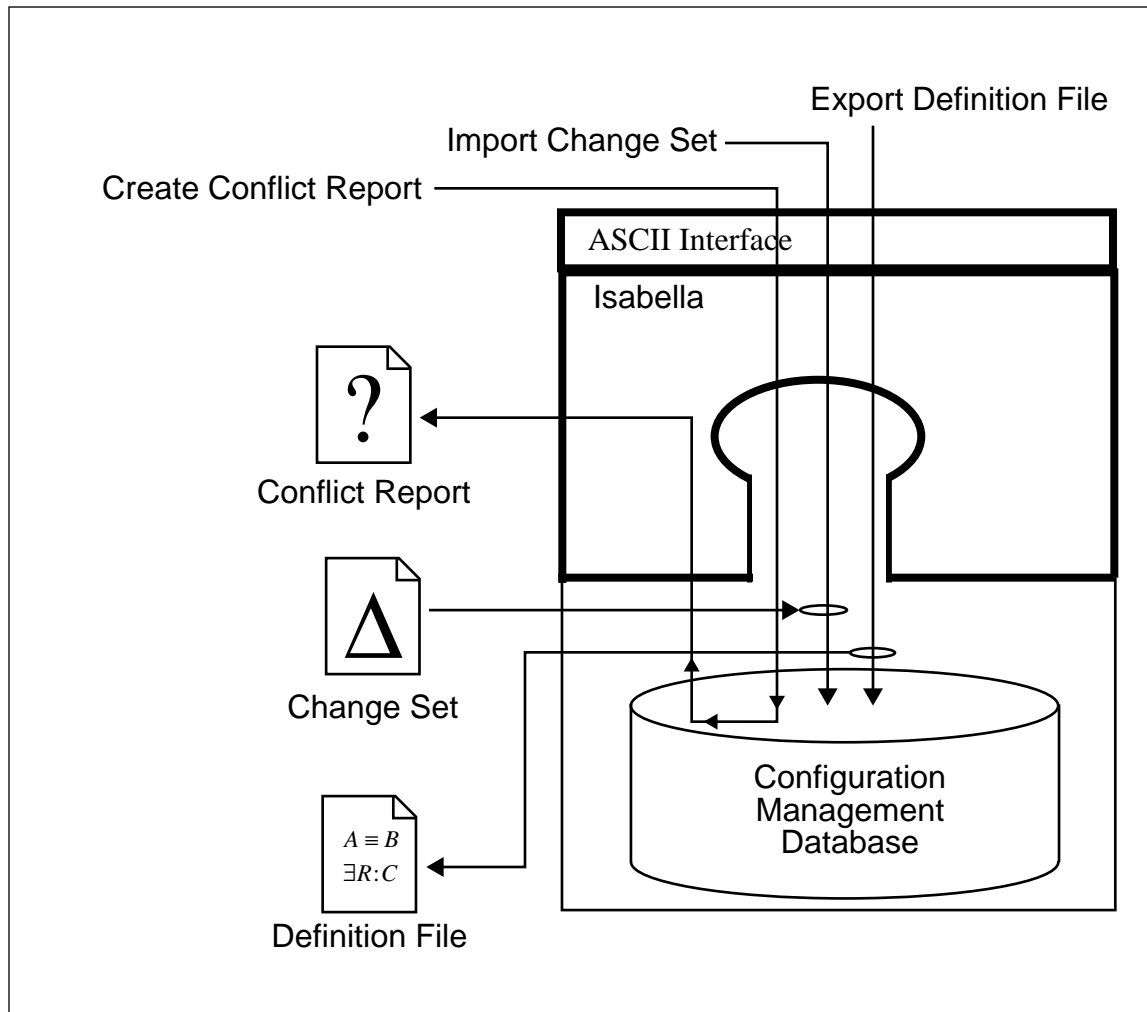 Export Definition File
Import Change Set
Create Conflict Report
ASCII Interface
Isabella
?
Conflict Report
Δ
Change Set
Configuration
Management
Database
A ≡ B
∃R:C
Definition File